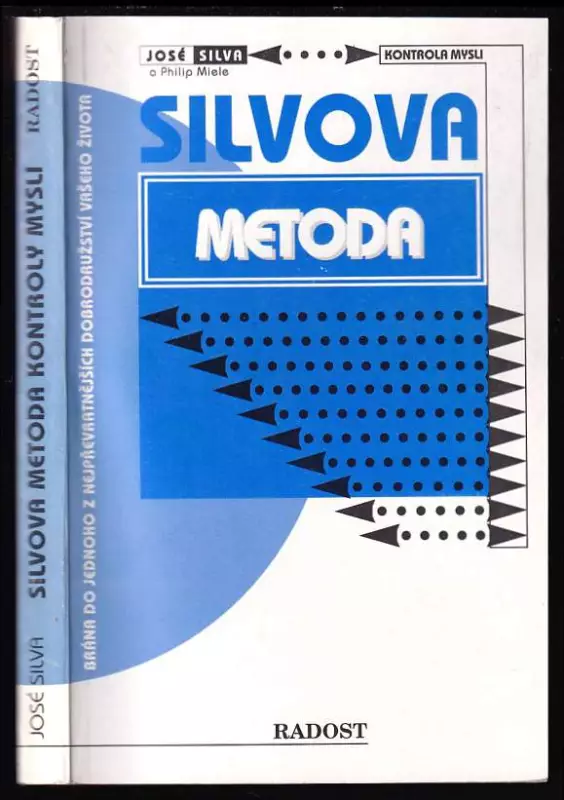 JOSÉ SILVA
a Philip Miele
KONTROLA MYSLI
SILVOVA
METODA
RADOST
BRÁNA DO JEDNOHO Z NEJPŘEVRATNĚJŠÍCH DOBRODRUŽSTVÍ VAŠEHO ŽIVOTA
JOSÉ SILVA
SILVOVA METODA KONTROLY MYSLI
RADOST